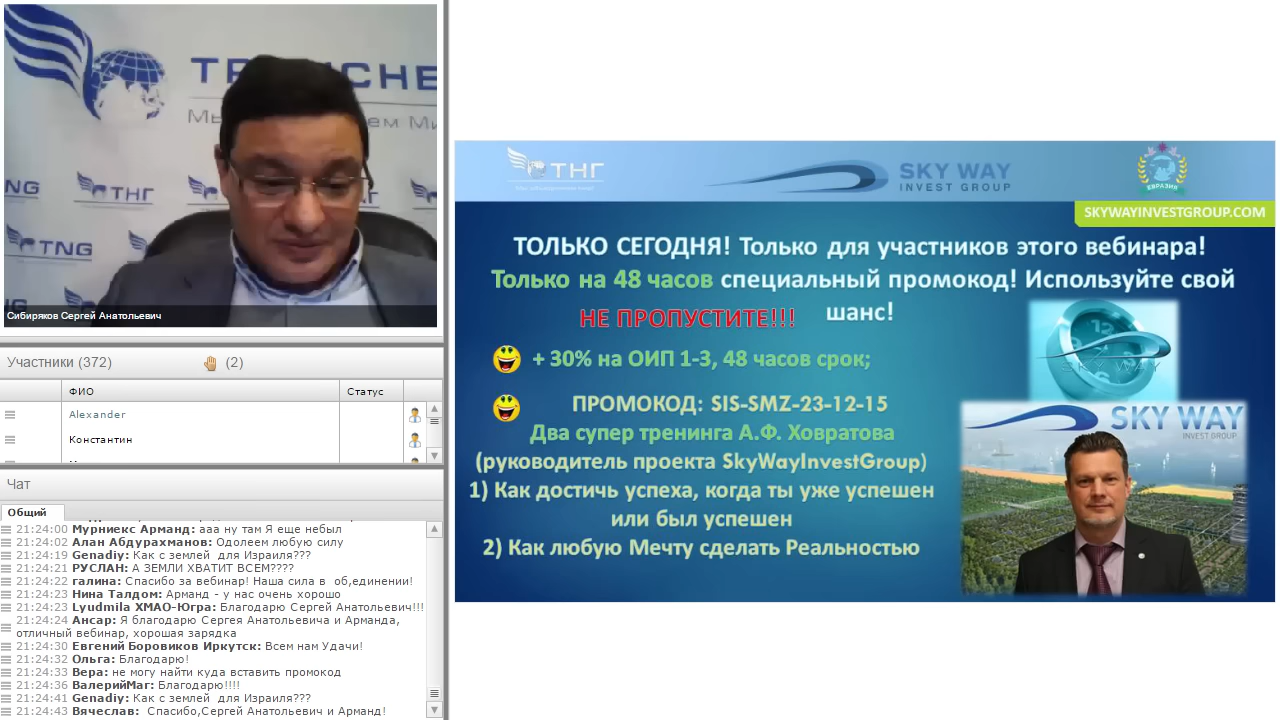 NG
ТНГ
TNG
Сибиряков Сергей Анатольевич
Участники (372)
(2)
ФИО
Статус
Alexander
Константин
Чат
Общий
21:24:00 Мурниекс Арманд: ааа ну там Я еще небыл
21:24:02 Алан Абдурахманов: Одолеем любую силу
21:24:19 Genadiy: Как с землей для Израиля???
21:24:21 РУСЛАН: А ЗЕМЛИ ХВАТИТ ВСЕМ????
21:24:22 галина: Спасибо за вебинар! Наша сила в об,единении!
21:24:23 Нина Талдом: Арманд - у нас очень хорошо
21:24:23 Lyudmila ХМАО-Югра: Благодарю Сергей Анатольевич!!!
21:24:24 Ансар: Я благодарю Сергея Анатольевича и Арманда,
отличный вебинар, хорошая зарядка
21:24:30 Евгений Боровиков Иркутск: Всем нам Удачи!
21:24:32 Ольга: Благодарю!
21:24:33 Вера: не могу найти куда вставить промокод
21:24:36 ВалерийМаг: Благодарю!!!!
21:24:41 Genadiy: Как с землей для Израиля???
21:24:43 Вячеслав: Спасибо,Сергей Анатольевич и Арманд!
ТНГ
SKY WAY
INVEST GROUP
ЕВРАЗИЯ
SKYWAYINVESTGROUP.COM
ТОЛЬКО СЕГОДНЯ! Только для участников этого вебинара!
Только на 48 часов специальный промокод! Используйте свой
НЕ ПРОПУСТИТЕ!!! шанс!
+ 30% на ОИП 1-3, 48 часов срок;
ПРОМОКОД: SIS-SMZ-23-12-15
Два супер тренинга А.Ф. Ховратова
(руководитель проекта SkyWayInvestGroup)
1) Как достичь успеха, когда ты уже успешен
или был успешен
2) Как любую Мечту сделать Реальностью
SKY WAY
SKY WAY
INVEST GROUP